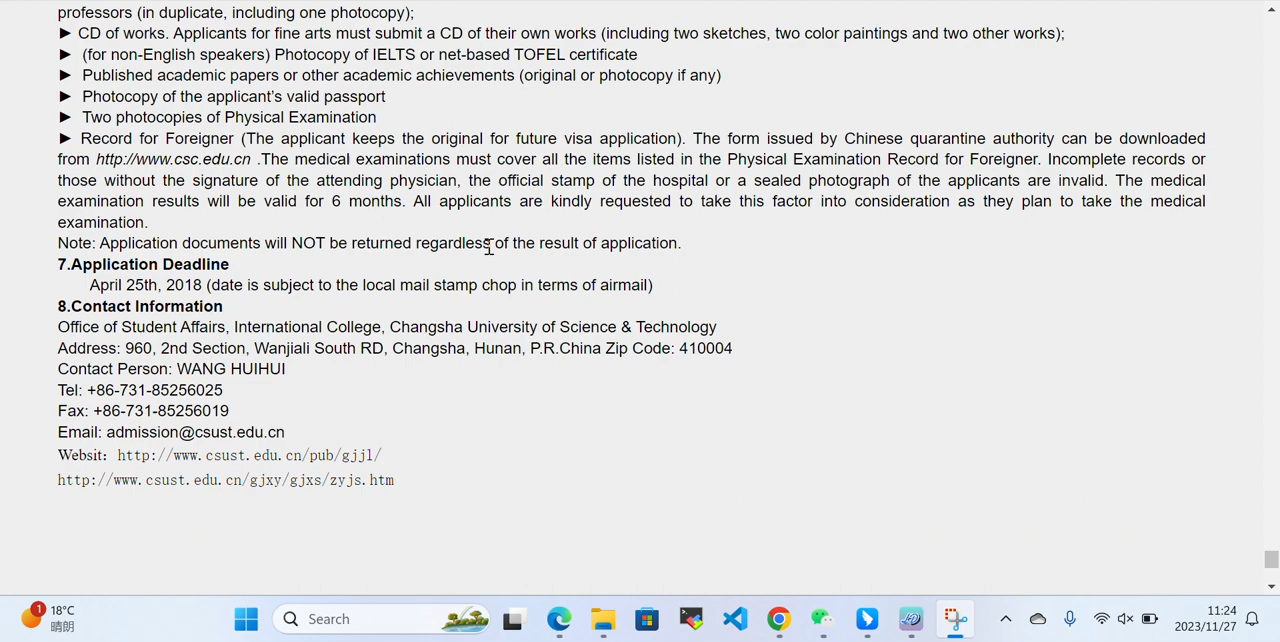 professors (in duplicate, including one photocopy);
► CD of works. Applicants for fine arts must submit a CD of their own works (including two sketches, two color paintings and two other works);
► (for non-English speakers) Photocopy of IELTS or net-based TOFEL certificate
► Published academic papers or other academic achievements (original or photocopy if any)
► Photocopy of the applicant's valid passport
► Two photocopies of Physical Examination
► Record for Foreigner (The applicant keeps the original for future visa application). The form issued by Chinese quarantine authority can be downloaded
from http://www.csc.edu.cn .The medical examinations must cover all the items listed in the Physical Examination Record for Foreigner. Incomplete records or
those without the signature of the attending physician, the official stamp of the hospital or a sealed photograph of the applicants are invalid. The medical
examination results will be valid for 6 months. All applicants are kindly requested to take this factor into consideration as they plan to take the medical
examination.
Note: Application documents will NOT be returned regardless of the result of application.
7.Application Deadline
April 25th, 2018 (date is subject to the local mail stamp chop in terms of airmail)
8.Contact Information
Office of Student Affairs, International College, Changsha University of Science & Technology
Address: 960, 2nd Section, Wanjiali South RD, Changsha, Hunan, P.R.China Zip Code: 410004
Contact Person: WANG HUIHUI
Tel: +86-731-85256025
Fax: +86-731-85256019
Email: admission@csust.edu.cn
Websit: http://www.csust.edu.cn/pub/gjjl/
http://www.csust.edu.cn/gjxy/gjxs/zyjs.htm
1
18°C
晴朗
Search
11:24
2023/11/27